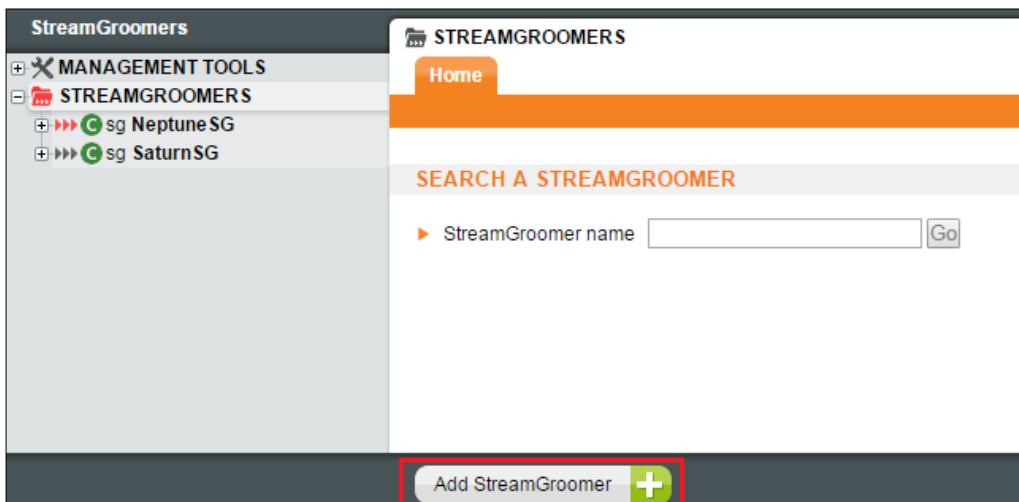 StreamGroomers
MANAGEMENT TOOLS
STREAMGROOMERS
C sg NeptuneSG
C sg SaturnSG
STREAMGROOMERS
Home
SEARCH A STREAMGROOMER
StreamGroomer name
Go
Add StreamGroomer